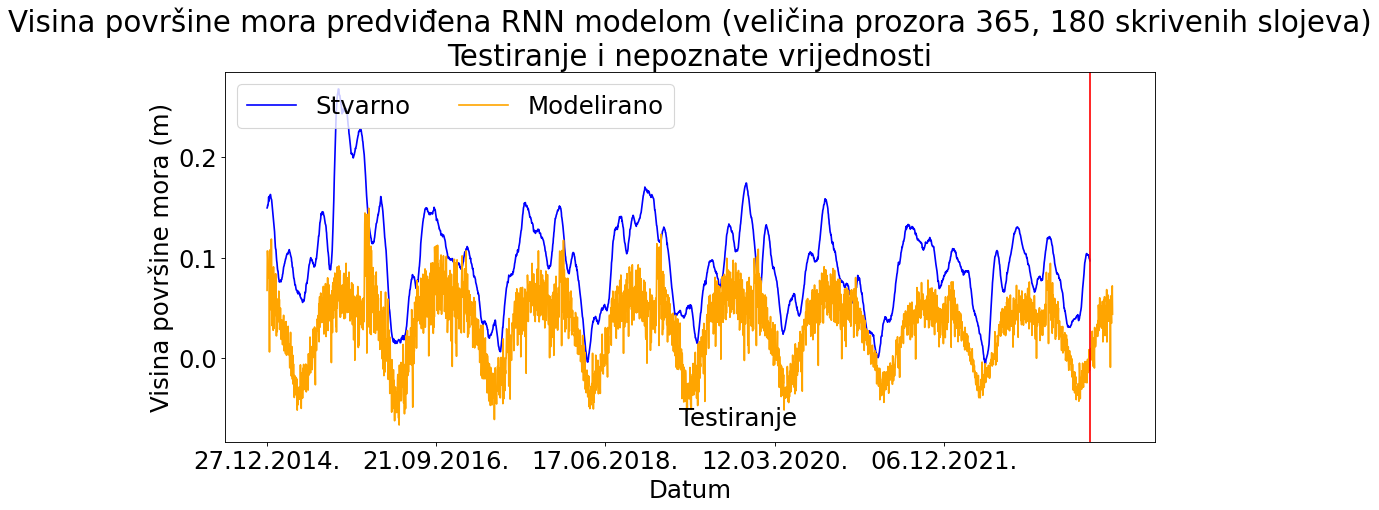 Visina površine mora predviđena RNN modelom (veličina prozora 365, 180 skrivenih slojeva)
Testiranje i nepoznate vrijednosti
Stvarno Modelirano
Visina površine mora (m)
0.2
0.1
0.0
Testiranje
27.12.2014. 21.09.2016. 17.06.2018. 12.03.2020. 06.12.2021.
Datum